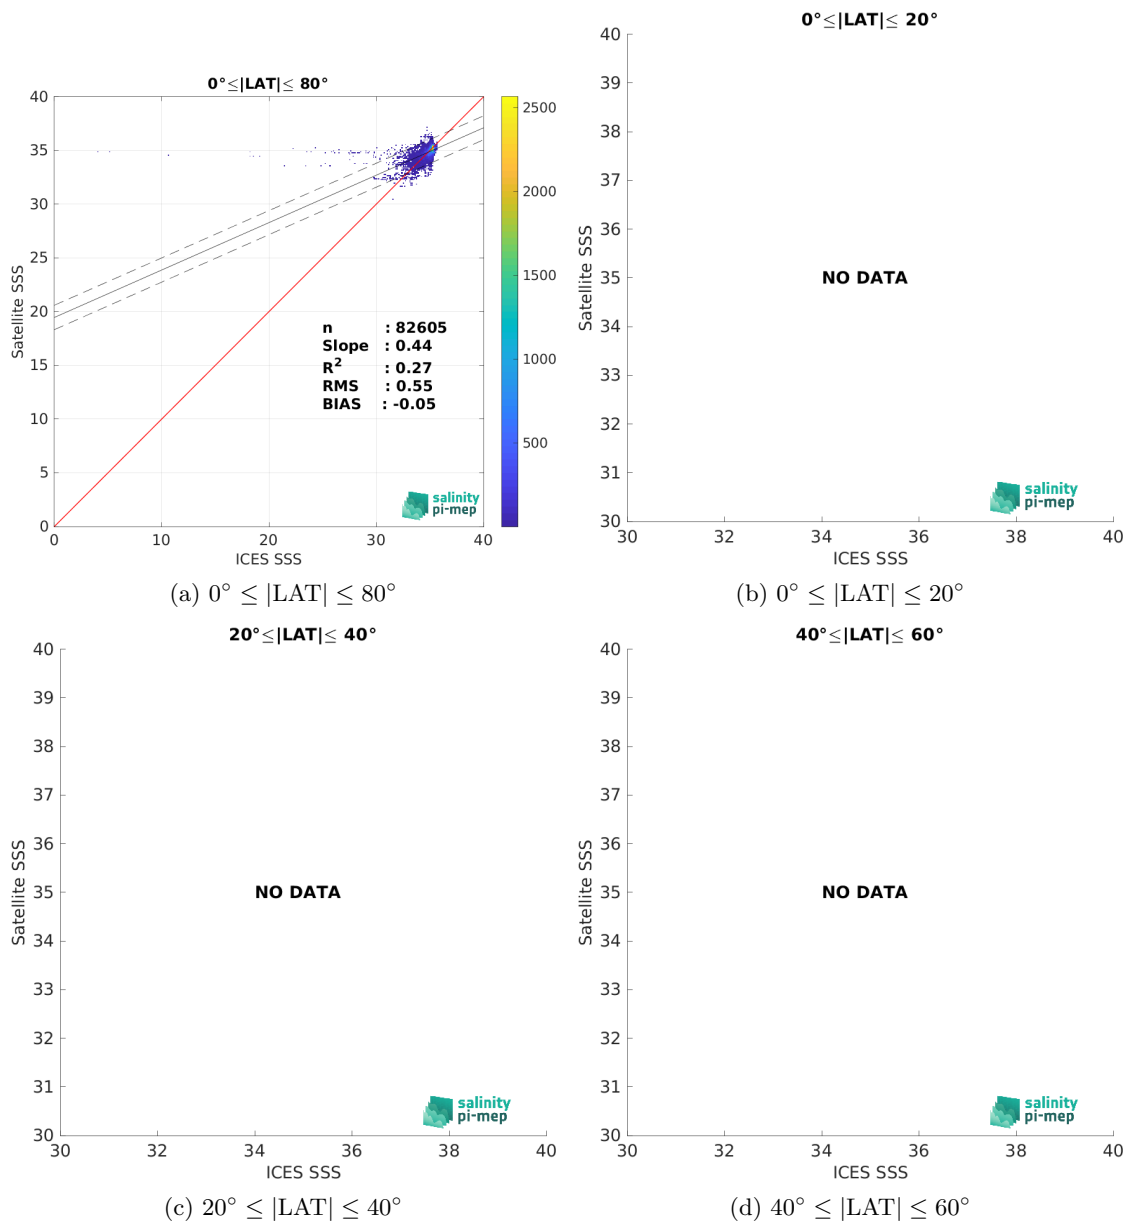 0°≤|LAT|≤ 80°
40
35
30
25
20
15
10
5
0
0
10
20
30
40
Satellite SSS
ICES SSS
n : 82605
Slope : 0.44
R² : 0.27
RMS : 0.55
BIAS : -0.05
salinity
pi-mep
2500
2000
1500
1000
500
(a) 0° ≤ |LAT| ≤ 80°
0°≤|LAT|≤ 20°
40
39
38
37
36
35
34
33
32
31
30
30
32
34
36
38
40
Satellite SSS
ICES SSS
NO DATA
salinity
pi-mep
(b) 0° ≤ |LAT| ≤ 20°
20°≤|LAT|≤ 40°
40
39
38
37
36
35
34
33
32
31
30
30
32
34
36
38
40
Satellite SSS
ICES SSS
NO DATA
salinity
pi-mep
(c) 20° ≤ |LAT| ≤ 40°
40°≤|LAT|≤ 60°
40
39
38
37
36
35
34
33
32
31
30
30
32
34
36
38
40
Satellite SSS
ICES SSS
NO DATA
salinity
pi-mep
(d) 40° ≤ |LAT| ≤ 60°